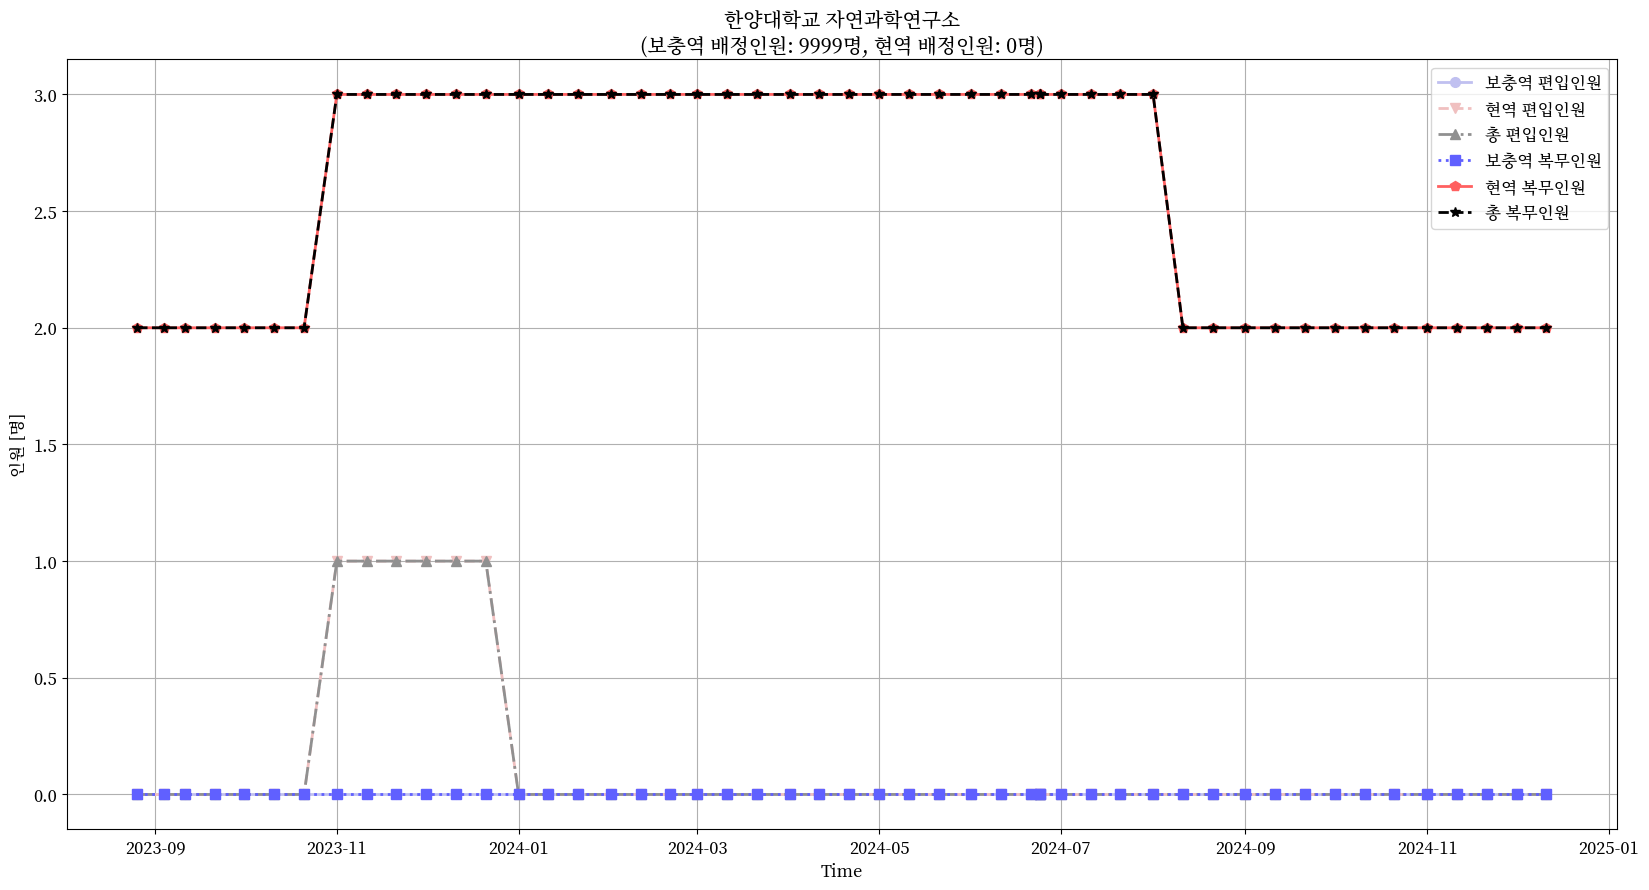 한양대학교 자연과학연구소
(보충역 배정인원: 9999명, 현역 배정인원: 0명)
보충역 편입인원
현역 편입인원
총 편입인원
보충역 복무인원
현역 복무인원
총 복무인원
인원 [명]
3.0
2.5
2.0
1.5
1.0
0.5
0.0
2023-09
2023-11
2024-01
2024-03
2024-05
2024-07
2024-09
2024-11
2025-01
Time